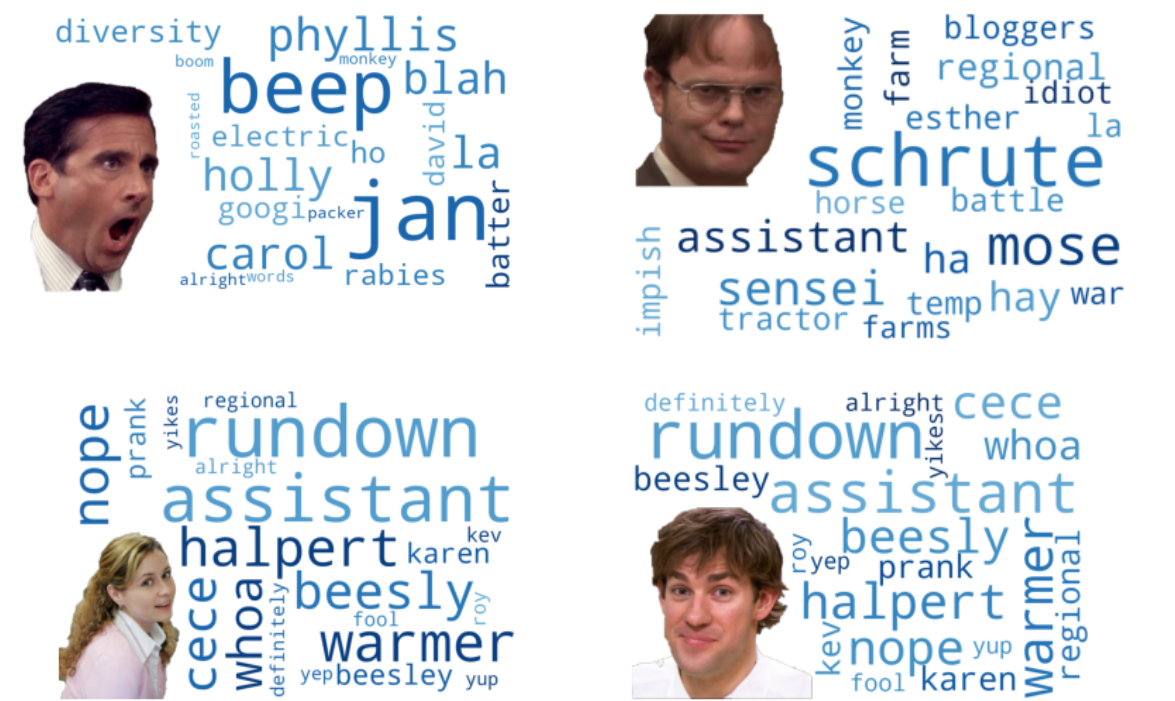 diversity
phyllis
boom
monkey
beep
blah
roasted
electric
ho
david
la
holly
googi
packer
jan
batter
carol
alright
words
rabies
monkey
farm
bloggers
regional
idiot
esther
la
schrute
horse
battle
impish
assistant
ha
mose
sensei
temp
hay
war
tractor
farms
nope
prank
yikes
regional
rundown
alright
assistant
halpert
kev
karen
cece
whoa
definitely
beesly
roy
fool
warmer
yep
beesley
yup
definitely
alright
cece
rundown
yikes
whoa
beesley
assistant
roy
yep
beesly
prank
warmer
regional
halpert
kev
nope
yup
fool
karen